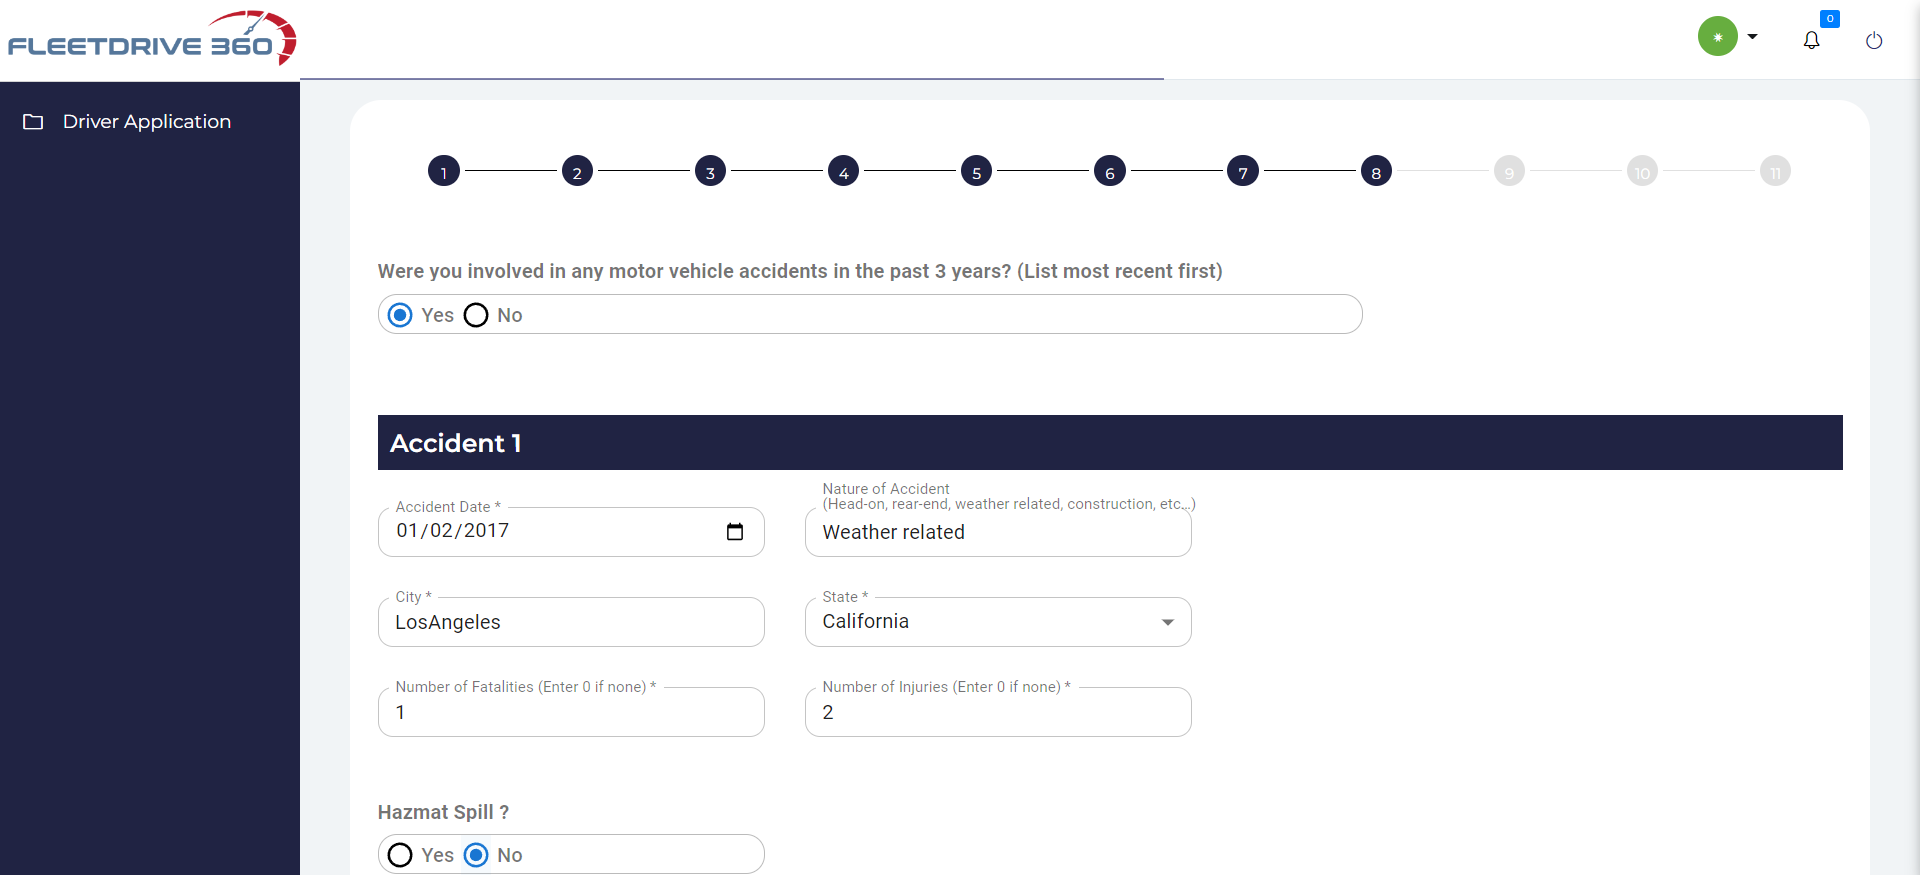 FLEETDRIVE 360
0
Driver Application
1 2 3 4 5 6 7 8 9 10 11
Were you involved in any motor vehicle accidents in the past 3 years? (List most recent first)
Yes No
Accident 1
Accident Date *
01/02/2017
Nature of Accident
(Head-on, rear-end, weather related, construction, etc...)
Weather related
City *
LosAngeles
State *
California
Number of Fatalities (Enter 0 if none) *
1
Number of Injuries (Enter 0 if none) *
2
Hazmat Spill ?
Yes No